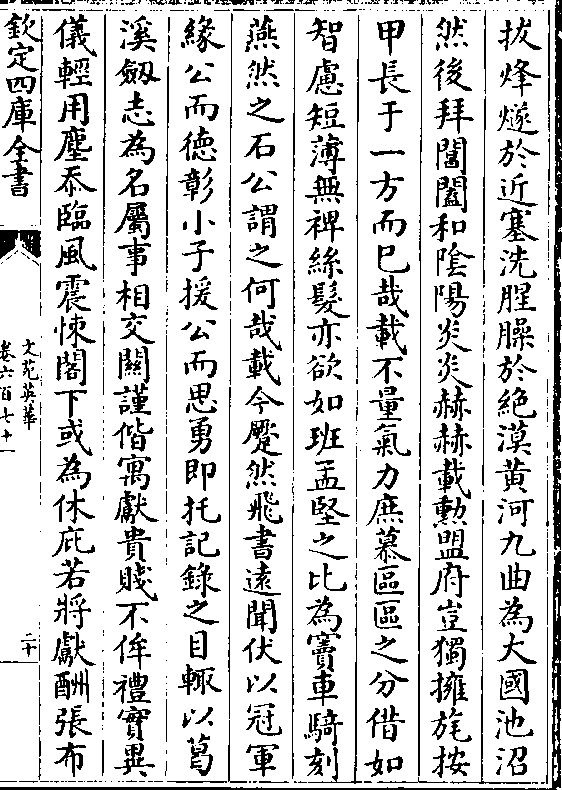 拔烽燧於近塞洗腥臊於絶漠黄河九曲為大國池沼
然後拜閶闔和陰陽炎炎赫赫載勲盟府豈獨擁旄按
甲長于一方而已哉載不量氣力庶慕區區之分借如
智慮短薄無裨絲髮亦欲如班孟堅之比為竇車騎刻
燕然之石公謂之何哉載今蹷然飛書遠聞伏以冠軍
緣公而德彰小子援公而思勇即托記錄之目輙以葛
溪劔志為名屬事相交關謹偕寓獻貴賤不侔禮實異
儀輕用塵忝臨風震悚閣下或為休庇若將獻酬張布
欽定四庫全書
文苑英華
卷六百七十一
二十